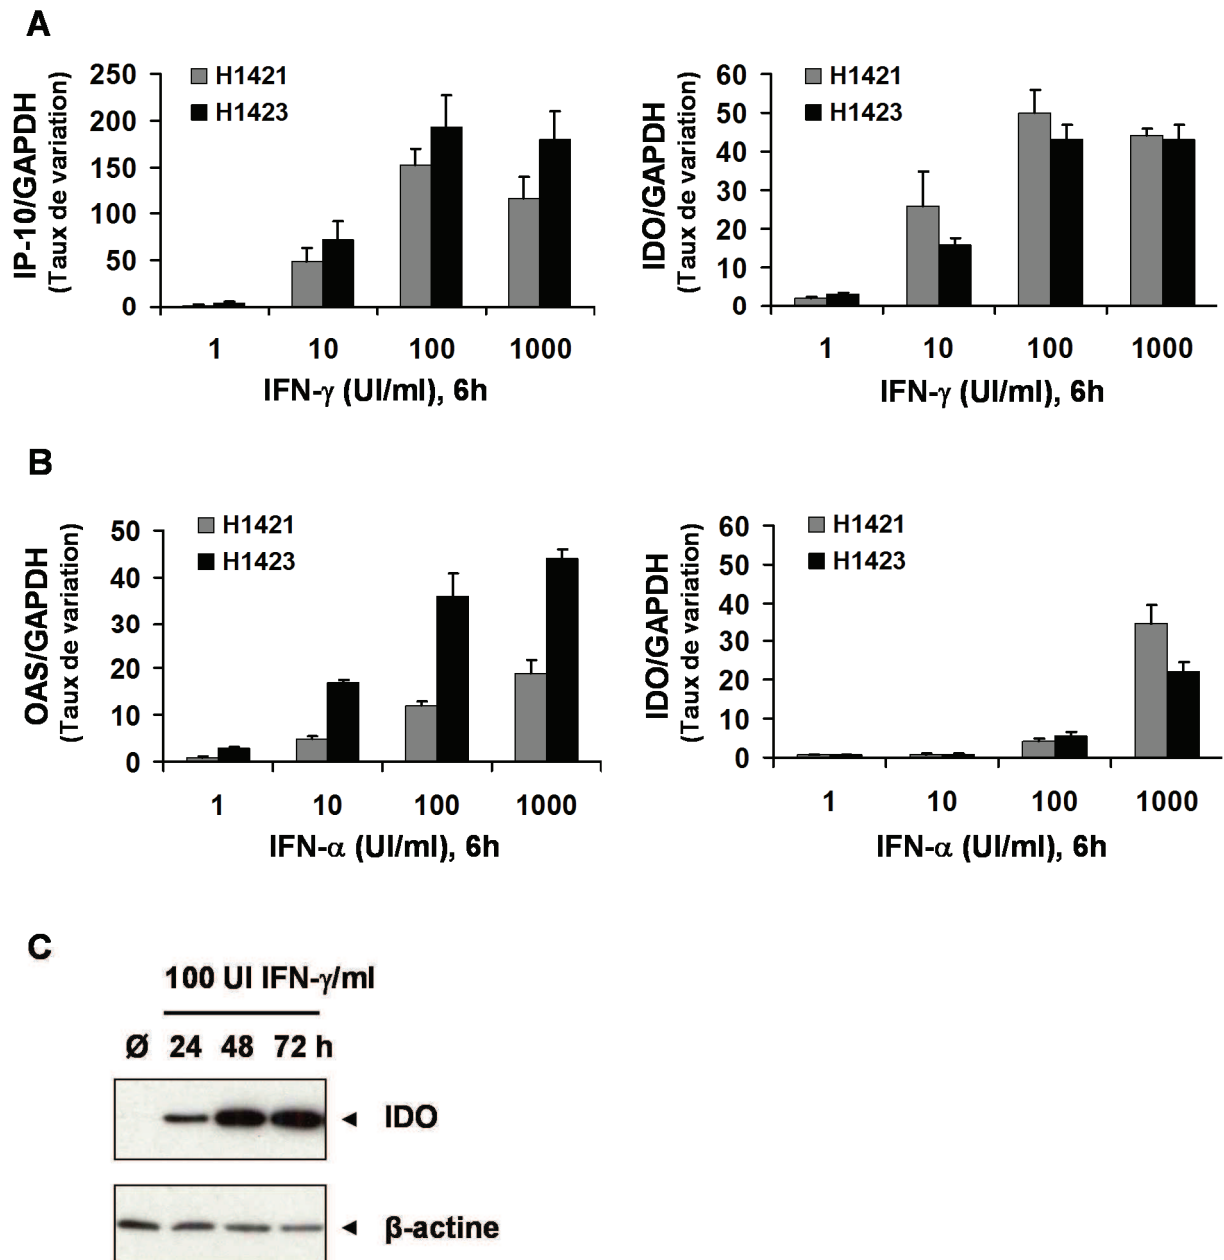 A
IP-10/GAPDH
(Taux de variation)
250
200
150
100
50
0
H1421
H1423
1 10 100 1000
IFN-γ (UI/ml), 6h
IDO/GAPDH
(Taux de variation)
60
50
40
30
20
10
0
H1421
H1423
1 10 100 1000
IFN-γ (UI/ml), 6h
B
OAS/GAPDH
(Taux de variation)
50
40
30
20
10
0
H1421
H1423
1 10 100 1000
IFN-α (UI/ml), 6h
IDO/GAPDH
(Taux de variation)
60
50
40
30
20
10
0
H1421
H1423
1 10 100 1000
IFN-α (UI/ml), 6h
C
100 UI IFN-γ/ml
Ø 24 48 72 h
IDO
β-actine